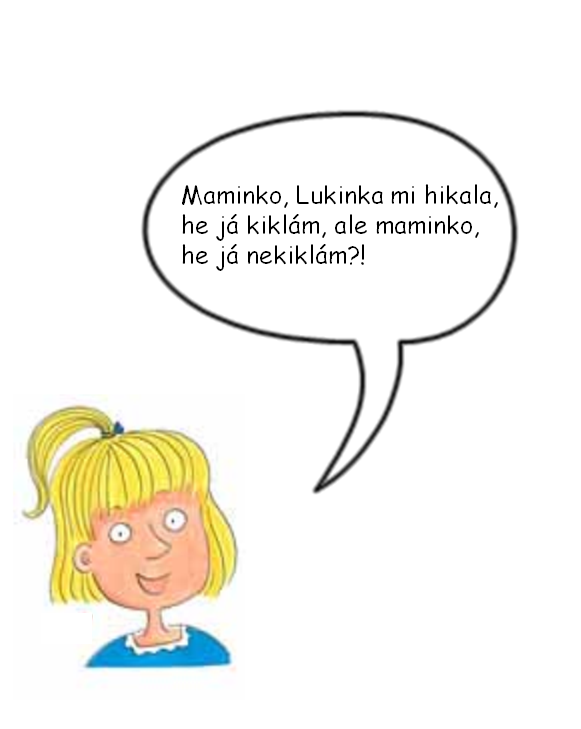 Maminko, Lukinka mi hikala,
he já kiklám, ale maminko,
he já nekiklám?!